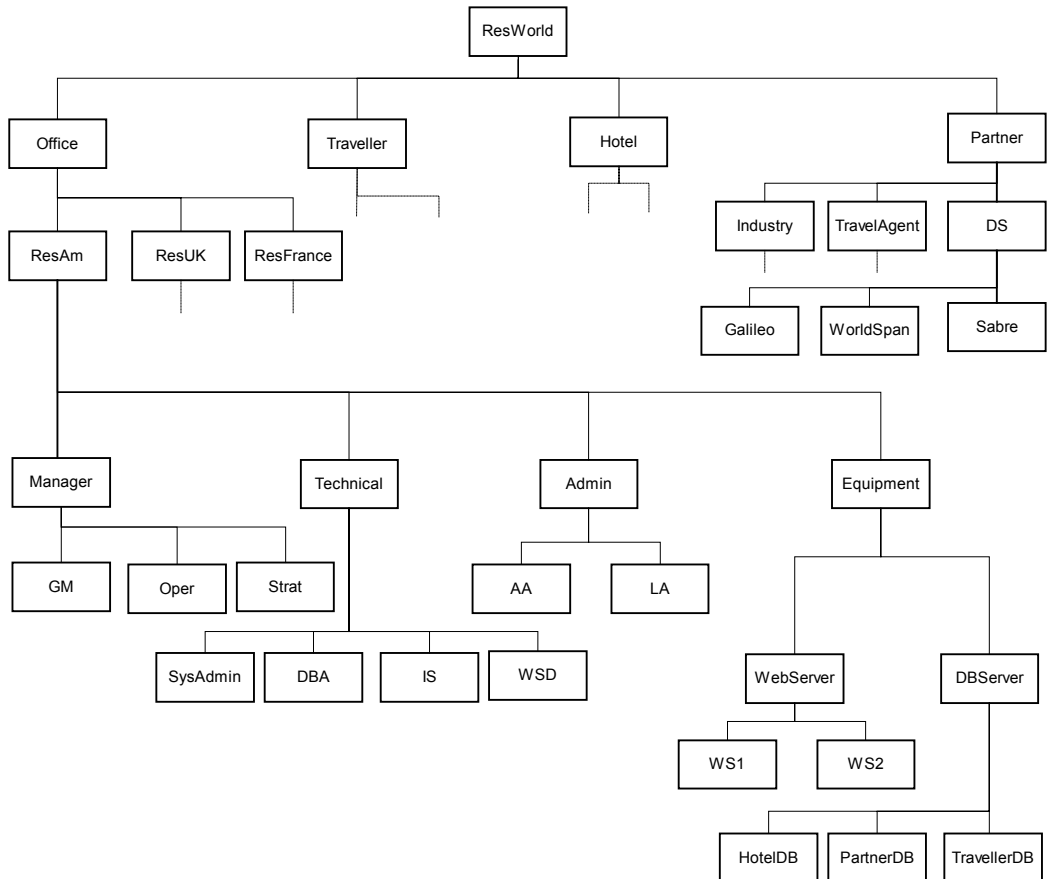 ResWorld
Office
Traveller
Hotel
Partner
Industry
TravelAgent
DS
ResAm
ResUK
ResFrance
Galileo
WorldSpan
Sabre
Manager
Technical
Admin
Equipment
GM
Oper
Strat
AA
LA
SysAdmin
DBA
IS
WSD
WebServer
DBServer
WS1
WS2
HotelDB
PartnerDB
TravellerDB